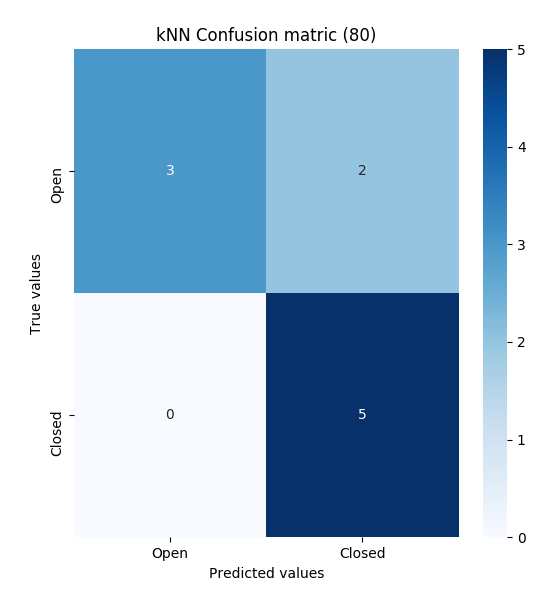 kNN Confusion matric (80)
Open
3
2
Closed
0
5
True values
Open
Closed
Predicted values
5
4
3
2
1
0